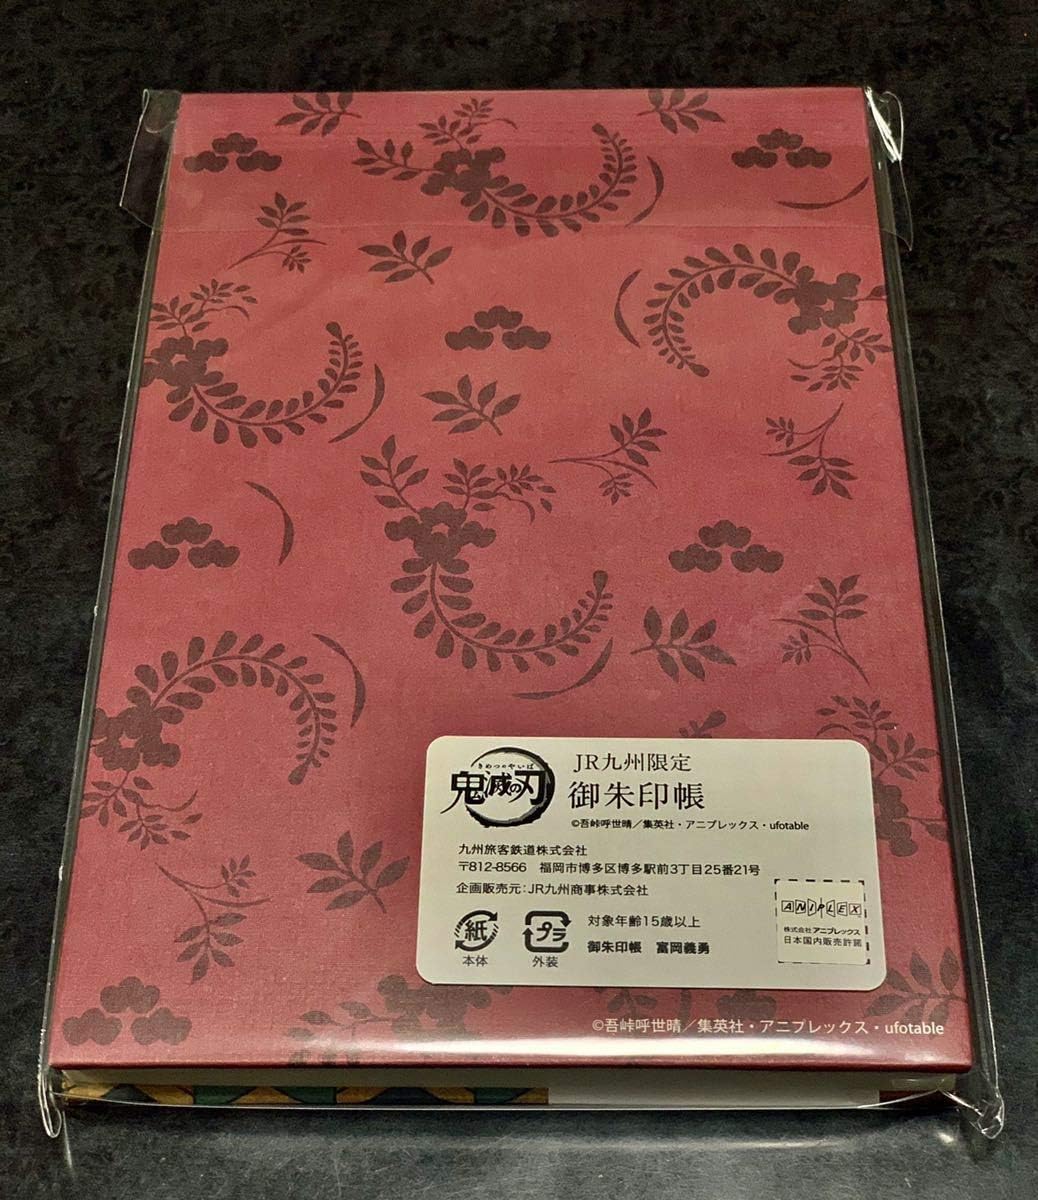 きめつのやいば
鬼滅の刃
JR九州限定
御朱印帳
©吾峠呼世晴／集英社・アニプレックス・ufotable
九州旅客鉄道株式会社
〒812-8566 福岡市博多区博多駅前3丁目25番21号
企画販売元：JR九州商事株式会社
紙
本体
プラ
外装
対象年齢15歳以上
御朱印帳 富岡義勇
ANIPLEX
株式会社アニプレックス
日本国内販売許諾
©吾峠呼世晴／集英社・アニプレックス・ufotable